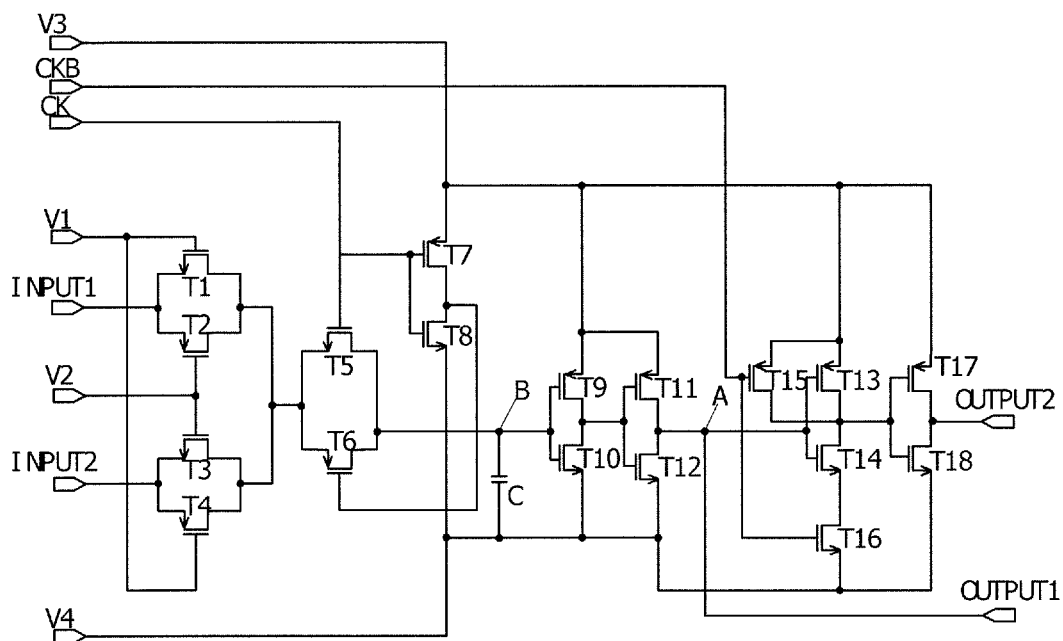 V3
CKB
CK
V1
T7
INPUT1
T1
T2
T8
T5
V2
B
T9
T11
A
T15
T13
T17
OUTPUT2
INPUT2
T3
T6
T10
T12
T14
T18
T4
C
T16
OUTPUT1
V4